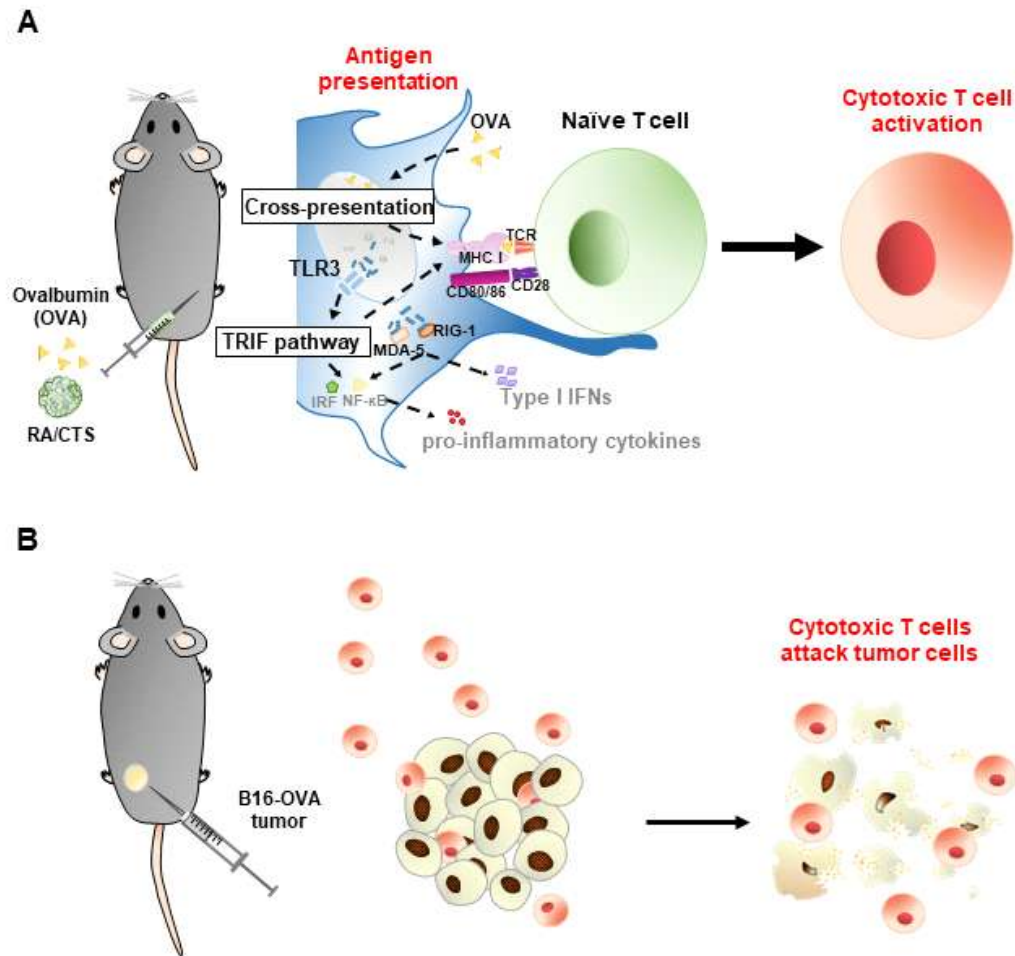 A
Antigen
presentation
OVA
Naïve T cell
Cytotoxic T cell
activation
Cross-presentation
TCR
MHC I
TLR3
CD80/86
CD28
Ovalbumin
(OVA)
RIG-1
TRIF pathway
MDA-5
IRF
NF-κB
Type I IFNs
RA/CTS
pro-inflammatory cytokines
B
Cytotoxic T cells
attack tumor cells
B16-OVA
tumor